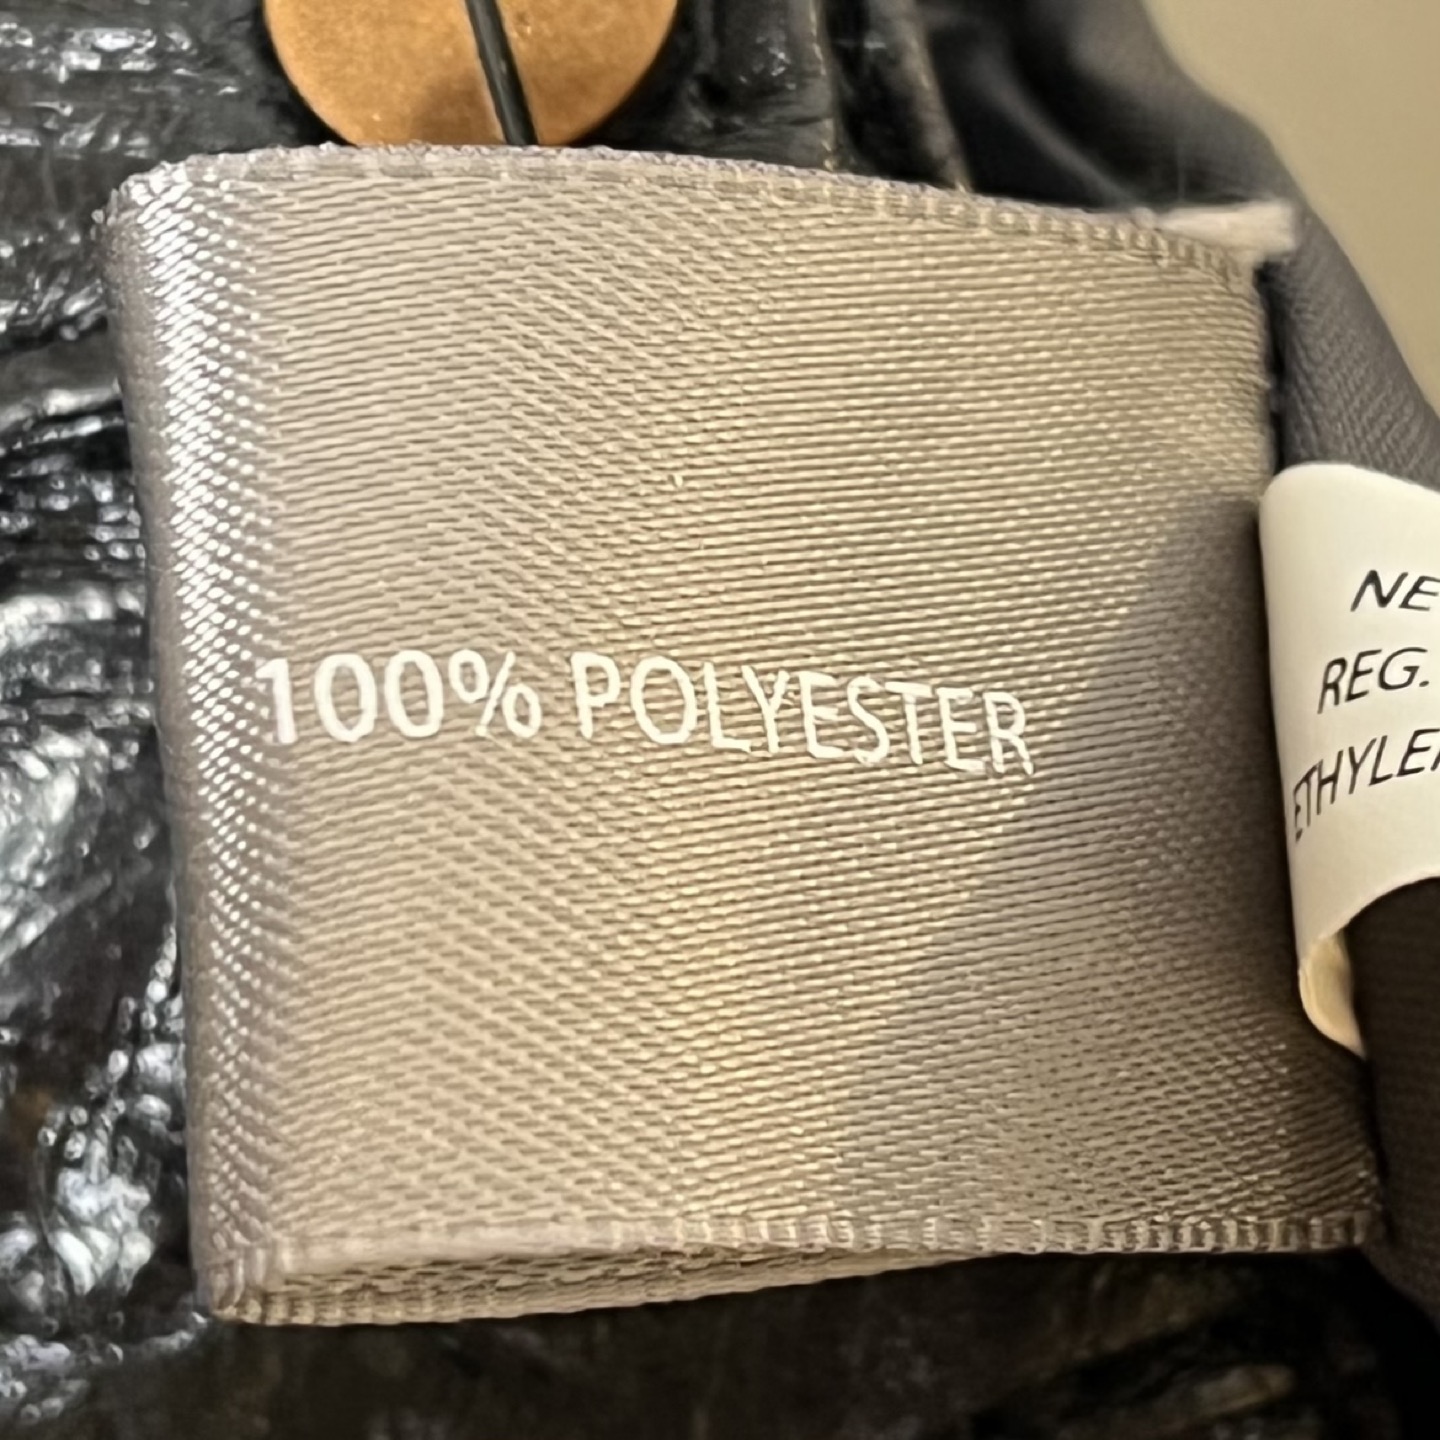 100% POLYESTER
NE
REG.
ETHYLE